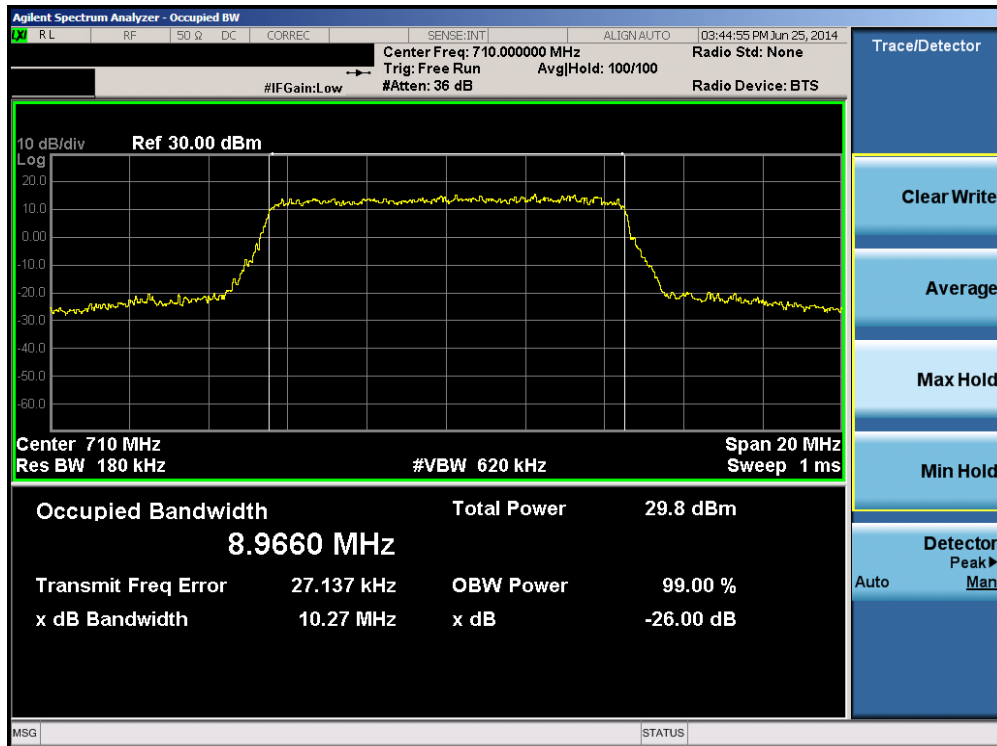 Agilent Spectrum Analyzer - Occupied BW
LXI RL RF 50 Ω DC CORREC SENSE:INT ALIGN AUTO 03:44:55 PM Jun 25, 2014
Center Freq: 710.000000 MHz Radio Std: None
Trig: Free Run Avg|Hold: 100/100
#IFGain:Low #Atten: 36 dB Radio Device: BTS
10 dB/div Ref 30.00 dBm
Log
20.0
10.0
0.00
-10.0
-20.0
-30.0
-40.0
-50.0
-60.0
Center 710 MHz Span 20 MHz
Res BW 180 kHz #VBW 620 kHz Sweep 1 ms
Occupied Bandwidth Total Power 29.8 dBm
8.9660 MHz
Transmit Freq Error 27.137 kHz OBW Power 99.00 %
x dB Bandwidth 10.27 MHz x dB -26.00 dB
MSG STATUS
Trace/Detector
Clear Write
Average
Max Hold
Min Hold
Detector
Peak▶
Auto Man